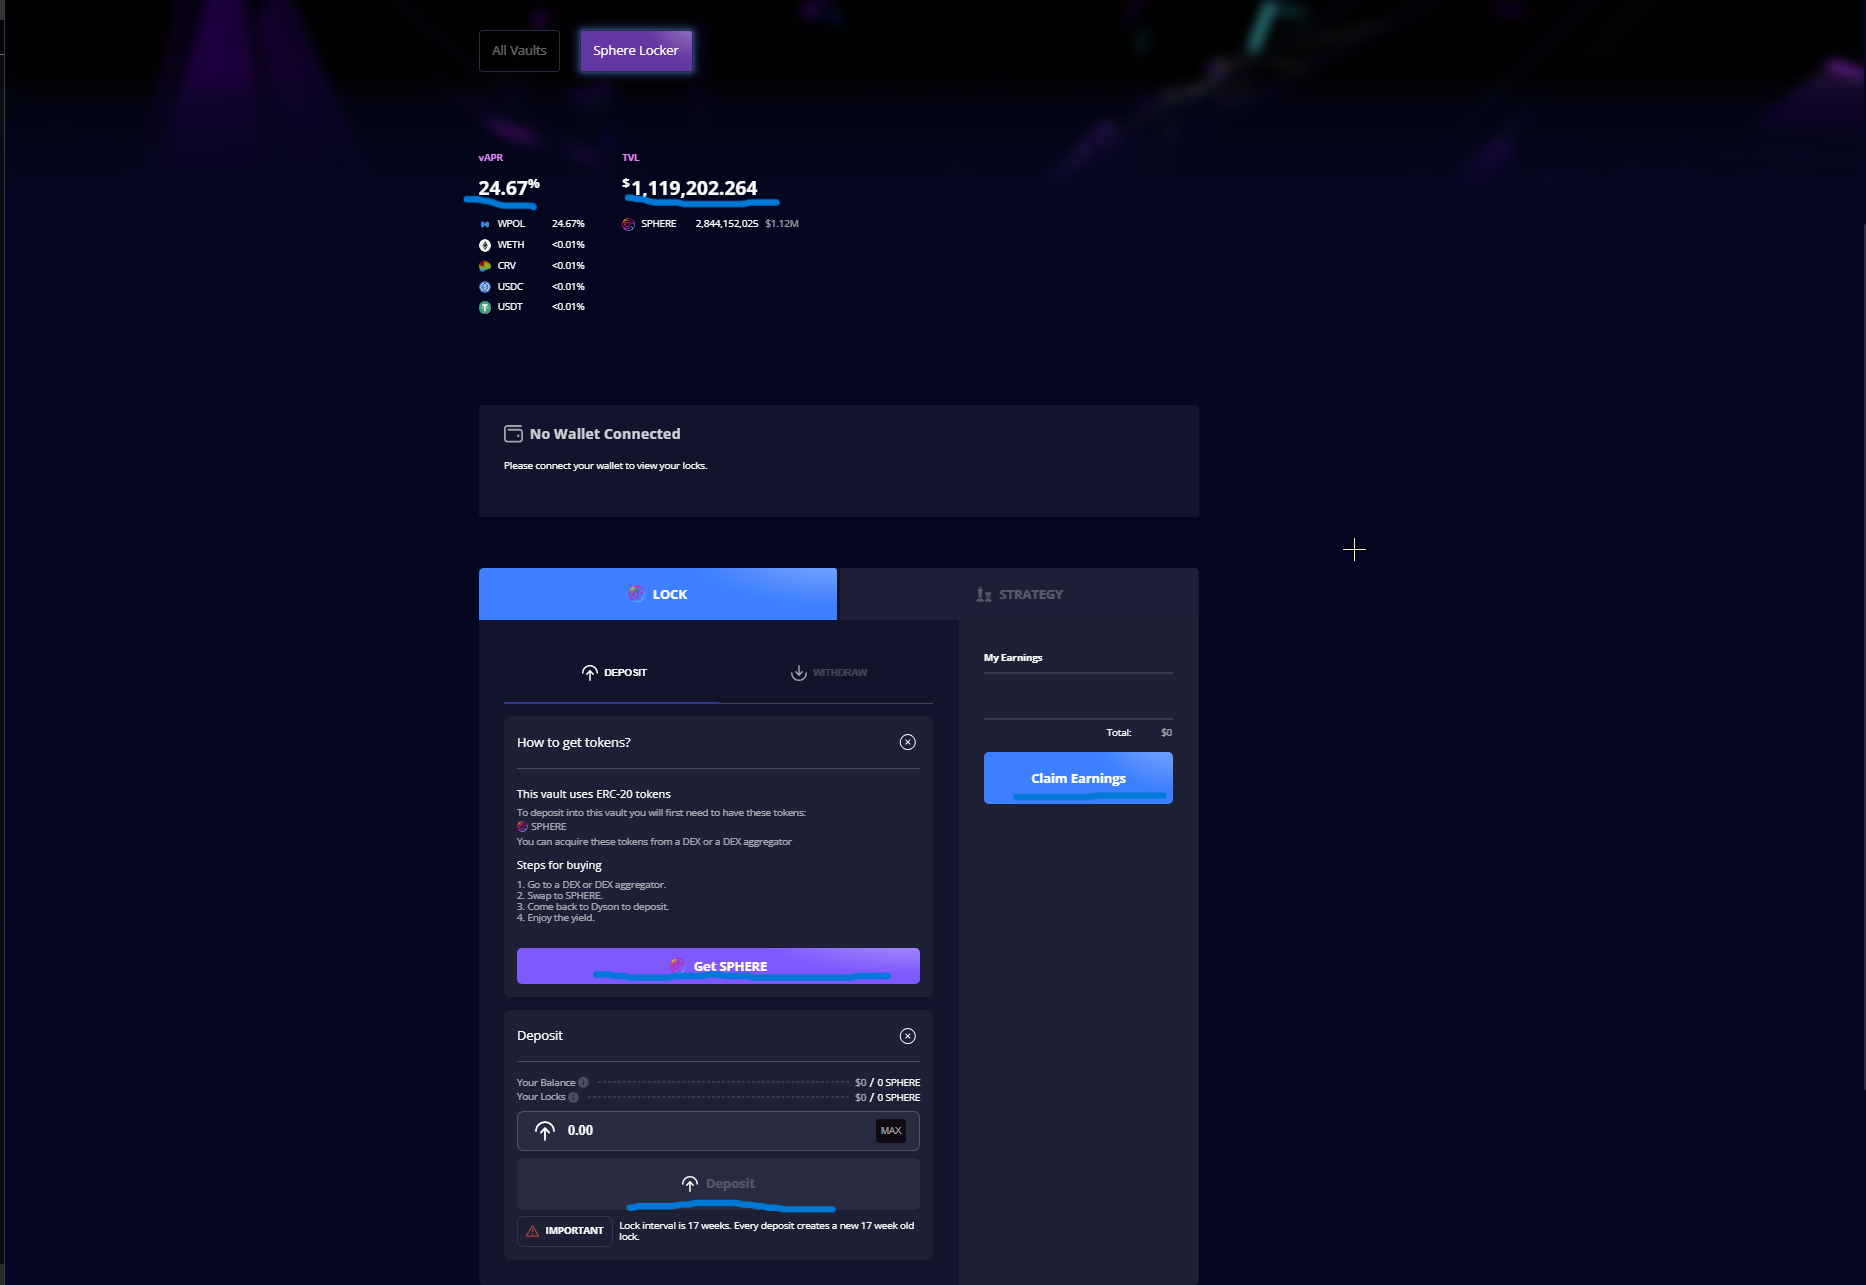 All Vaults
Sphere Locker
vAPR
24.67%
WPOL 24.67%
WETH <0.01%
CRV <0.01%
USDC <0.01%
USDT <0.01%
TVL
$1,119,202.264
SPHERE 2,844,152,025 $1.12M
No Wallet Connected
Please connect your wallet to view your locks.
LOCK
STRATEGY
DEPOSIT
WITHDRAW
How to get tokens?
This vault uses ERC-20 tokens
To deposit into this vault you will first need to have these tokens:
SPHERE
You can acquire these tokens from a DEX or a DEX aggregator
Steps for buying
1. Go to a DEX or DEX aggregator.
2. Swap to SPHERE.
3. Come back to Dyson to deposit.
4. Enjoy the yield.
Get SPHERE
Deposit
Your Balance $0 / 0 SPHERE
Your Locks $0 / 0 SPHERE
0.00
MAX
Deposit
IMPORTANT
Lock interval is 17 weeks. Every deposit creates a new 17 week old
lock.
My Earnings
Total: $0
Claim Earnings